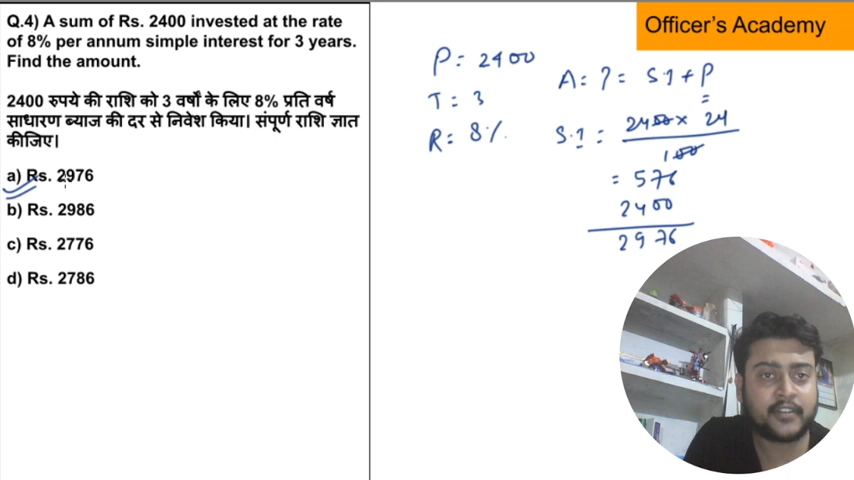 Q.4) A sum of Rs. 2400 invested at the rate
of 8% per annum simple interest for 3 years.
Find the amount.
2400 रुपये की राशि को 3 वर्षों के लिए 8% प्रति वर्ष
साधारण ब्याज की दर से निवेश किया। संपूर्ण राशि ज्ञात
कीजिए।
a) Rs. 2976
b) Rs. 2986
c) Rs. 2776
d) Rs. 2786
Officer's Academy
P = 2400
T = 3
R = 8%
A = ? = S.I + P
=
S.I = 2400 x 24
100
= 576
2400
2976